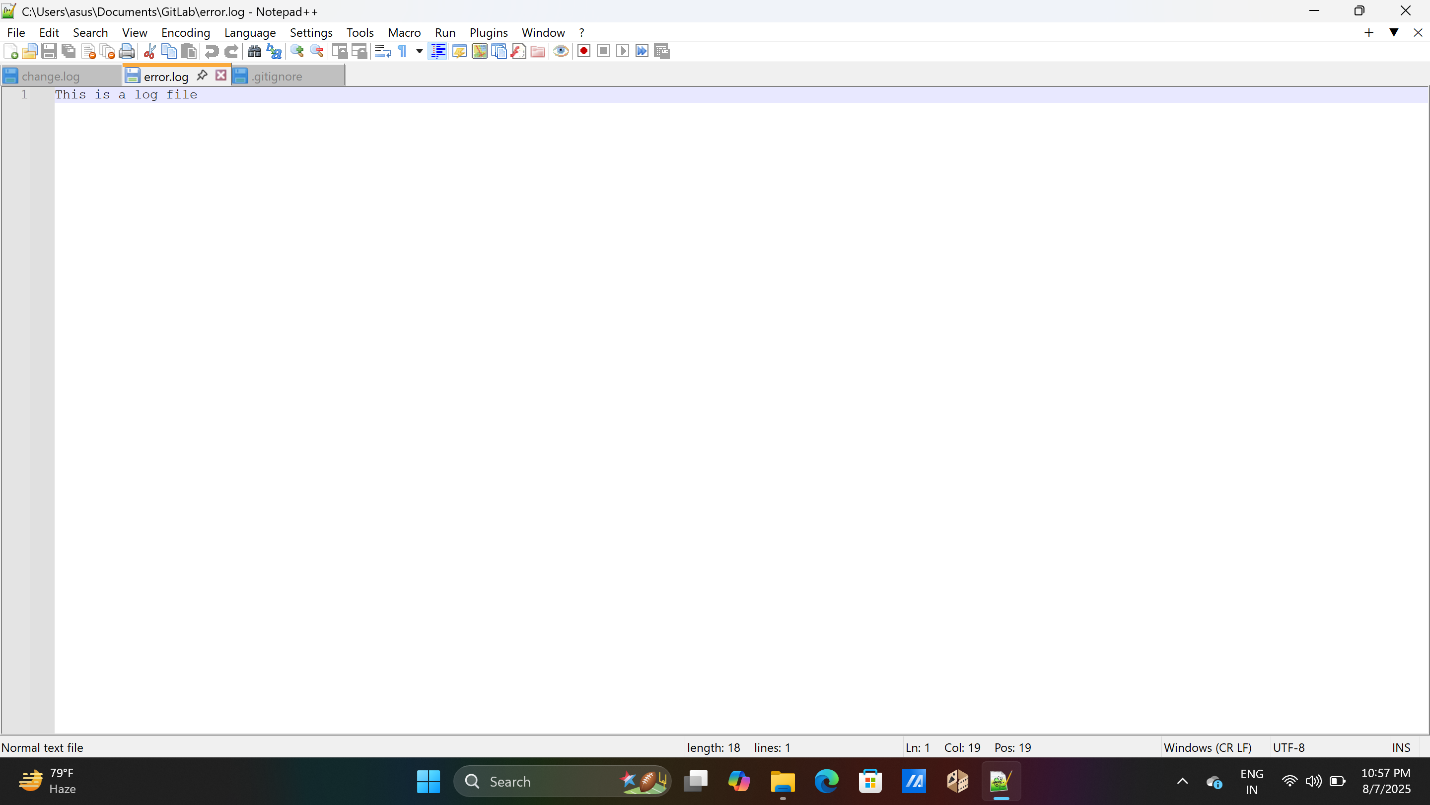 C:\Users\asus\Documents\GitLab\error.log - Notepad++
File Edit Search View Encoding Language Settings Tools Macro Run Plugins Window ?
change.log error.log .gitignore
1 This is a log file
Normal text file length: 18 lines: 1 Ln: 1 Col: 19 Pos: 19 Windows (CR LF) UTF-8 INS
79°F
Haze
Search
ENG
IN
10:57 PM
8/7/2025